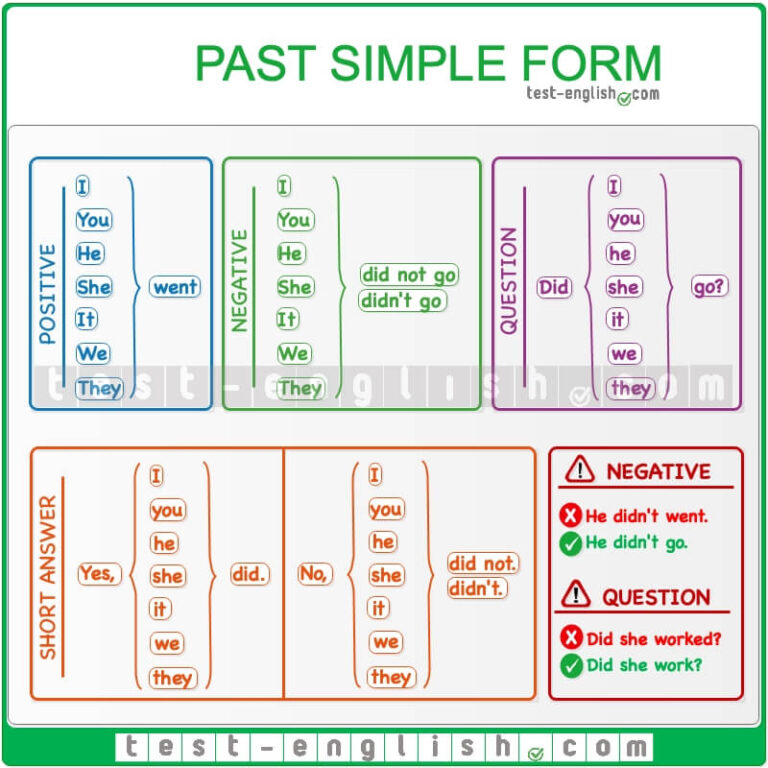 PAST SIMPLE FORM
test-english.com
POSITIVE
I
You
He
She
It
We
They
went
NEGATIVE
I
You
He
She
It
We
They
did not go
didn't go
QUESTION
Did
I
you
he
she
it
we
they
go?
test-english.com
SHORT ANSWER
Yes,
I
you
he
she
it
we
they
did.
No,
I
you
he
she
it
we
they
did not.
didn't.
NEGATIVE
He didn't went.
He didn't go.
QUESTION
Did she worked?
Did she work?
test-english.com